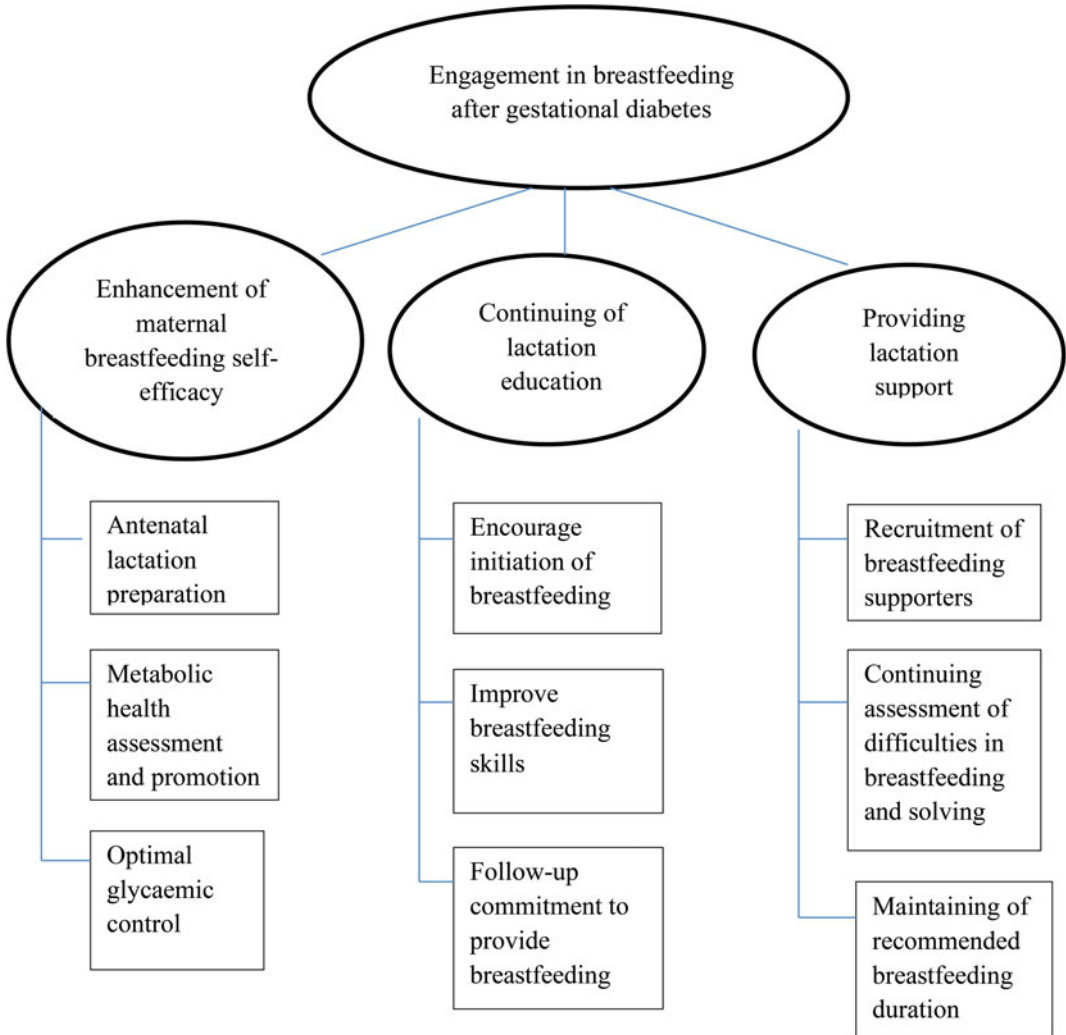 Engagement in breastfeeding
after gestational diabetes
Enhancement of
maternal
breastfeeding self-
efficacy
Antenatal
lactation
preparation
Metabolic
health
assessment
and promotion
Optimal
glycaemic
control
Continuing of
lactation
education
Encourage
initiation of
breastfeeding
Improve
breastfeeding
skills
Follow-up
commitment to
provide
breastfeeding
Providing
lactation
support
Recruitment of
breastfeeding
supporters
Continuing
assessment of
difficulties in
breastfeeding
and solving
Maintaining of
recommended
breastfeeding
duration